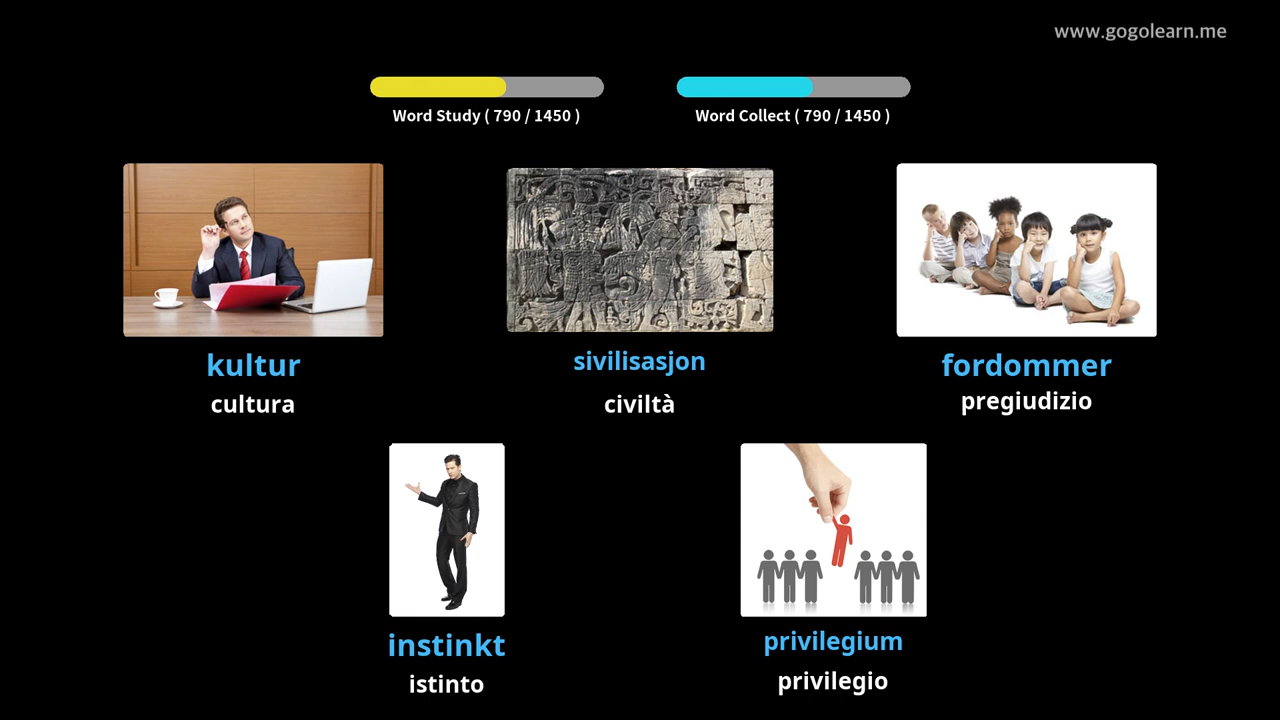 www.gogolearn.me
Word Study ( 790 / 1450 )
Word Collect ( 790 / 1450 )
kultur
cultura
sivilisasjon
civiltà
fordommer
pregiudizio
instinkt
istinto
privilegium
privilegio